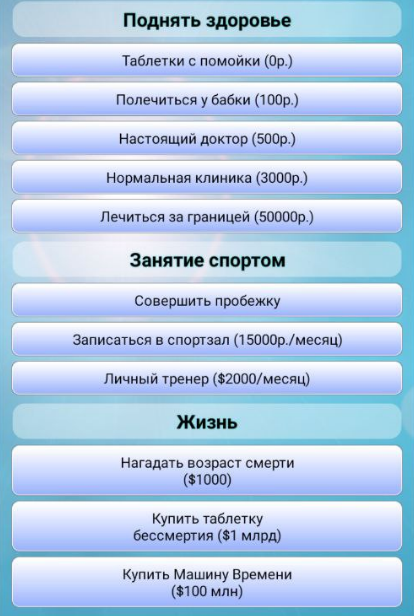 Поднять здоровье
Таблетки с помойки (0р.)
Полечиться у бабки (100р.)
Настоящий доктор (500р.)
Нормальная клиника (3000р.)
Лечиться за границей (50000р.)
Занятие спортом
Совершить пробежку
Записаться в спортзал (15000р./месяц)
Личный тренер ($2000/месяц)
Жизнь
Нагадать возраст смерти
($1000)
Купить таблетку
бессмертия ($1 млрд)
Купить Машину Времени
($100 млн)